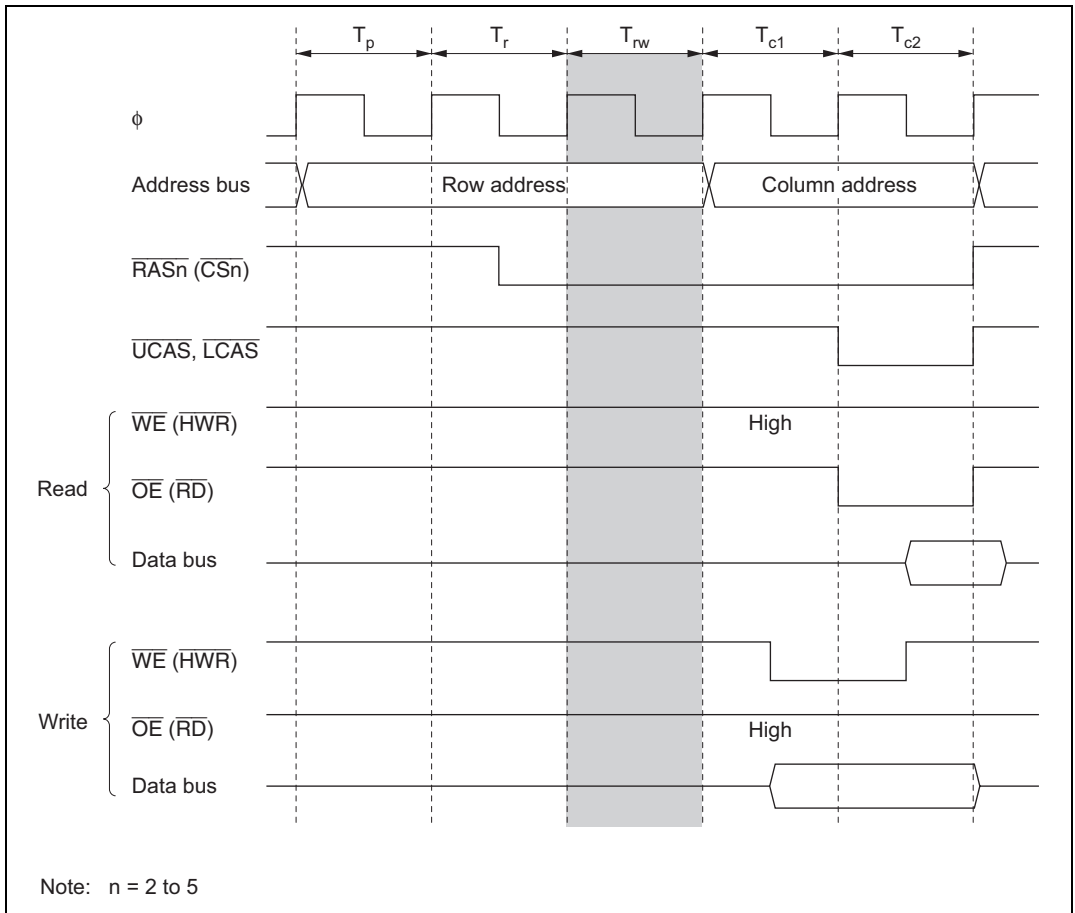 Tp Tr Trw Tc1 Tc2
φ
Address bus Row address Column address
RASn (CSn)
UCAS, LCAS
WE (HWR) High
Read OE (RD)
Data bus
WE (HWR)
Write OE (RD) High
Data bus
Note: n = 2 to 5